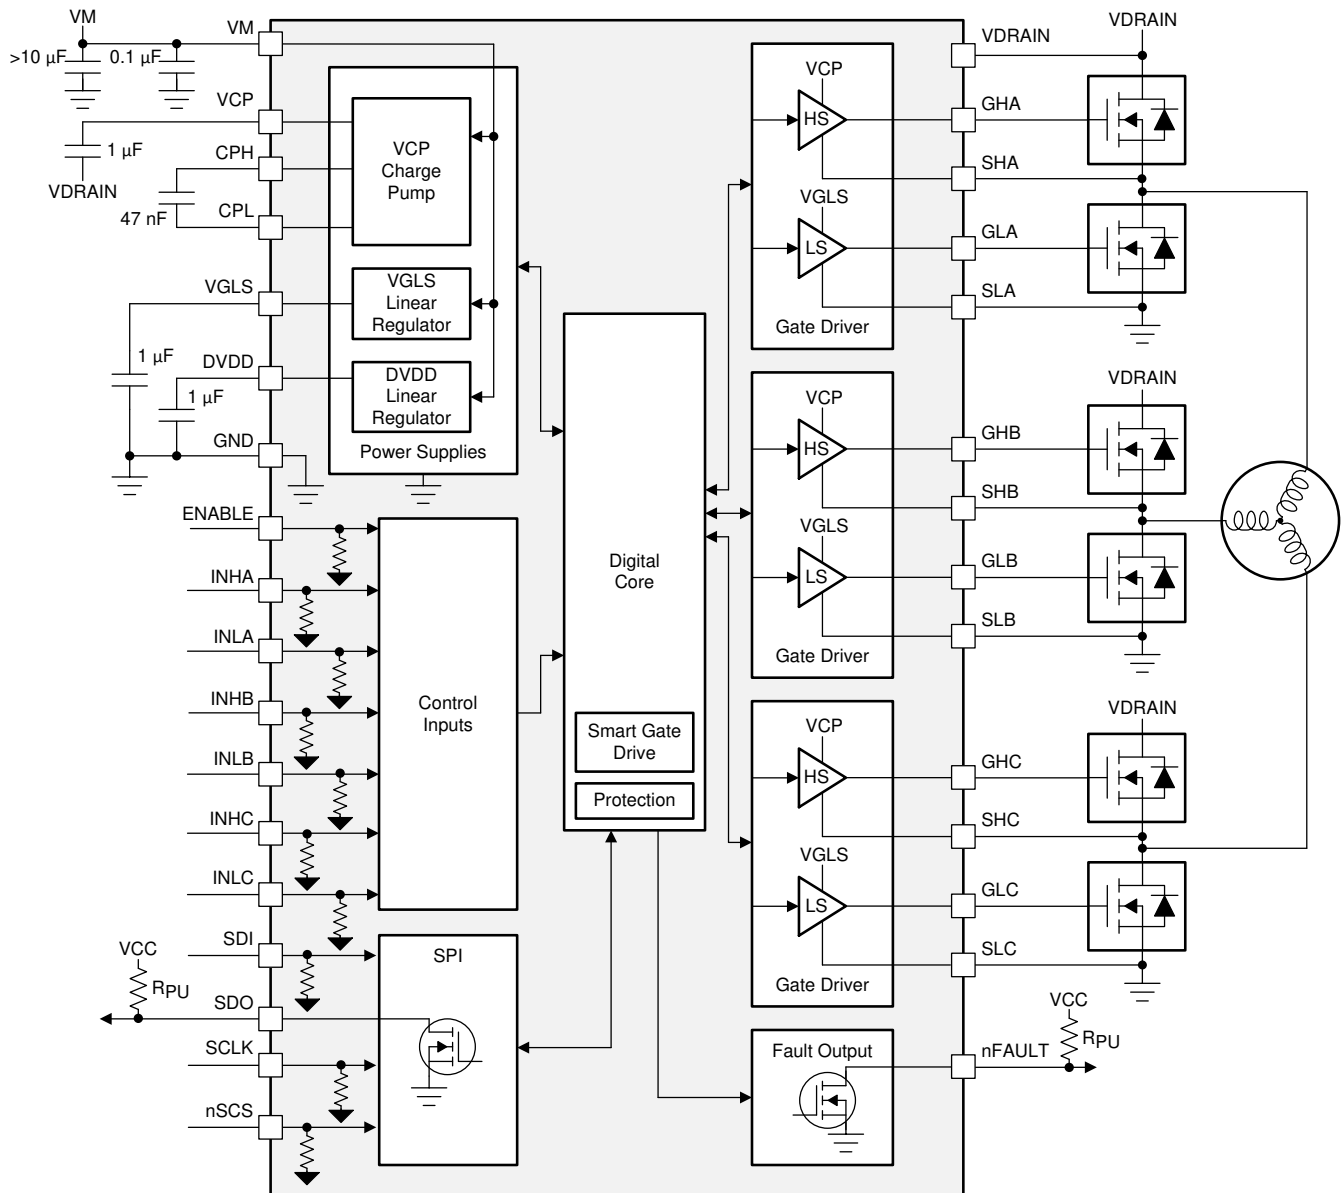 VM
>10 µF
0.1 µF
VM
VCP
1 µF
VDRAIN
CPH
47 nF
CPL
VGLS
1 µF
DVDD
1 µF
GND
VCP
Charge
Pump
VGLS
Linear
Regulator
DVDD
Linear
Regulator
Power Supplies
ENABLE
INHA
INLA
INHB
INLB
INHC
INLC
Control
Inputs
SDI
VCC
RPU
SDO
SCLK
nSCS
SPI
Digital
Core
Smart Gate
Drive
Protection
VCP
HS
VGLS
LS
Gate Driver
VCP
HS
VGLS
LS
Gate Driver
VCP
HS
VGLS
LS
Gate Driver
Fault Output
VDRAIN
VDRAIN
GHA
SHA
GLA
SLA
VDRAIN
GHB
SHB
GLB
SLB
VDRAIN
GHC
SHC
GLC
SLC
VCC
RPU
nFAULT